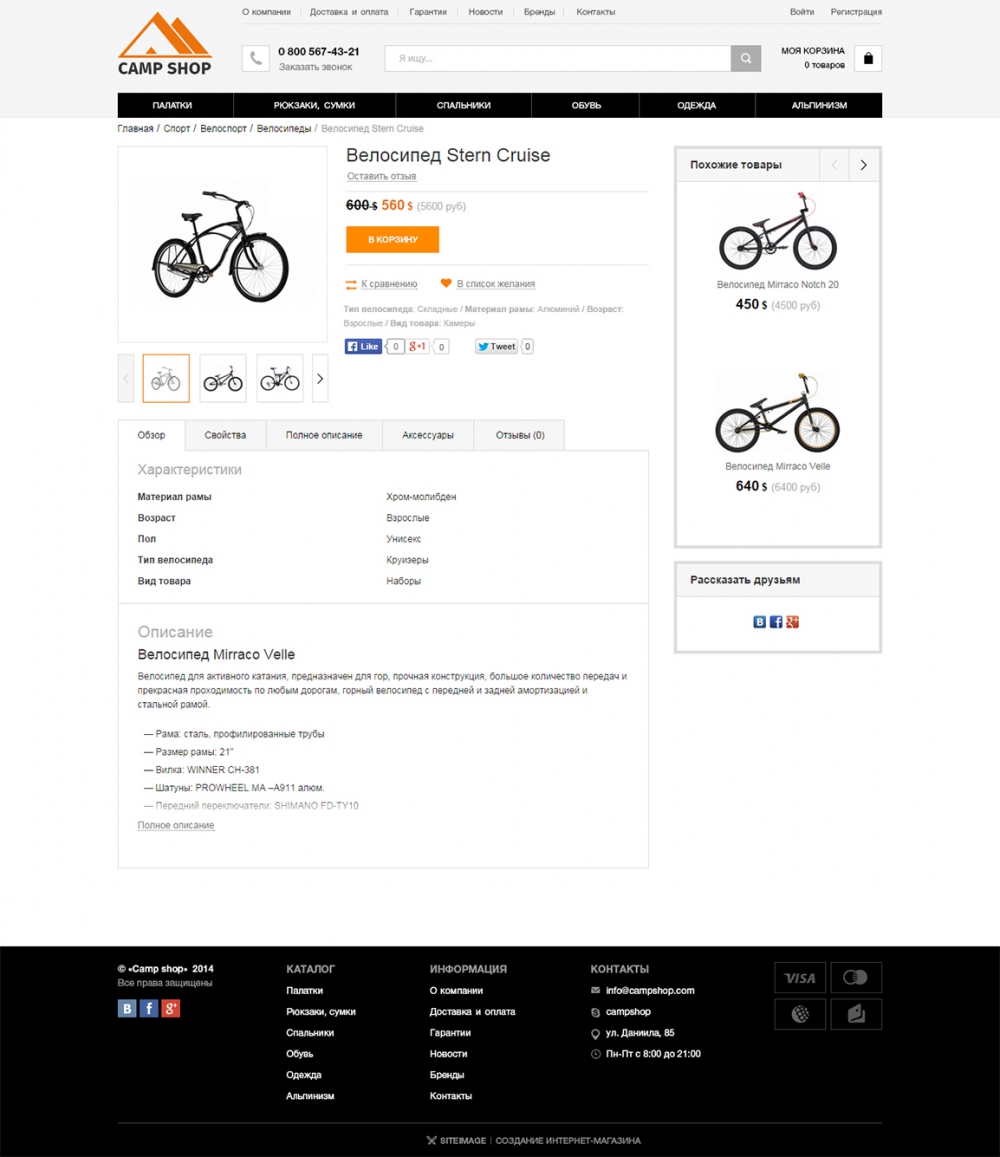 О компании
Доставка и оплата
Гарантии
Новости
Бренды
Контакты
Войти
Регистрация
CAMP SHOP
0 800 567-43-21
Заказать звонок
Я ищу...
МОЯ КОРЗИНА
0 товаров
ПАЛАТКИ
РЮКЗАКИ, СУМКИ
СПАЛЬНИКИ
ОБУВЬ
ОДЕЖДА
АЛЬПИНИЗМ
Главная / Спорт / Велоспорт / Велосипеды / Велосипед Stern Cruise
Велосипед Stern Cruise
Оставить отзыв
600 $ 560 $ (5600 руб)
В КОРЗИНУ
К сравнению
В список желания
Тип велосипеда: Складные / Материал рамы: Алюминий / Возраст:
Взрослые / Вид товара: Камеры
f Like 0
g+1 0
Tweet 0
Похожие товары
Велосипед Mirraco Notch 20
450 $ (4500 руб)
Велосипед Mirraco Velle
640 $ (6400 руб)
Рассказать друзьям
B f g+
Обзор
Свойства
Полное описание
Аксессуары
Отзывы (0)
Характеристики
Материал рамы Хром-молибден
Возраст Взрослые
Пол Унисекс
Тип велосипеда Круизеры
Вид товара Наборы
Описание
Велосипед Mirraco Velle
Велосипед для активного катания, предназначен для гор, прочная конструкция, большое количество передач и
прекрасная проходимость по любым дорогам, горный велосипед с передней и задней амортизацией и
стальной рамой.
— Рама: сталь, профилированные трубы
— Размер рамы: 21"
— Вилка: WINNER CH-381
— Шатуны: PROWHEEL MA –A911 алюм.
— Передний переключатели: SHIMANO FD-TY10
Полное описание
© «Camp shop» 2014
Все права защищены
B f g+
КАТАЛОГ
Палатки
Рюкзаки, сумки
Спальники
Обувь
Одежда
Альпинизм
ИНФОРМАЦИЯ
О компании
Доставка и оплата
Гарантии
Новости
Бренды
Контакты
КОНТАКТЫ
info@campshop.com
campshop
ул. Даниила, 85
Пн-Пт с 8:00 до 21:00
VISA
SITEIMAGE | СОЗДАНИЕ ИНТЕРНЕТ-МАГАЗИНА